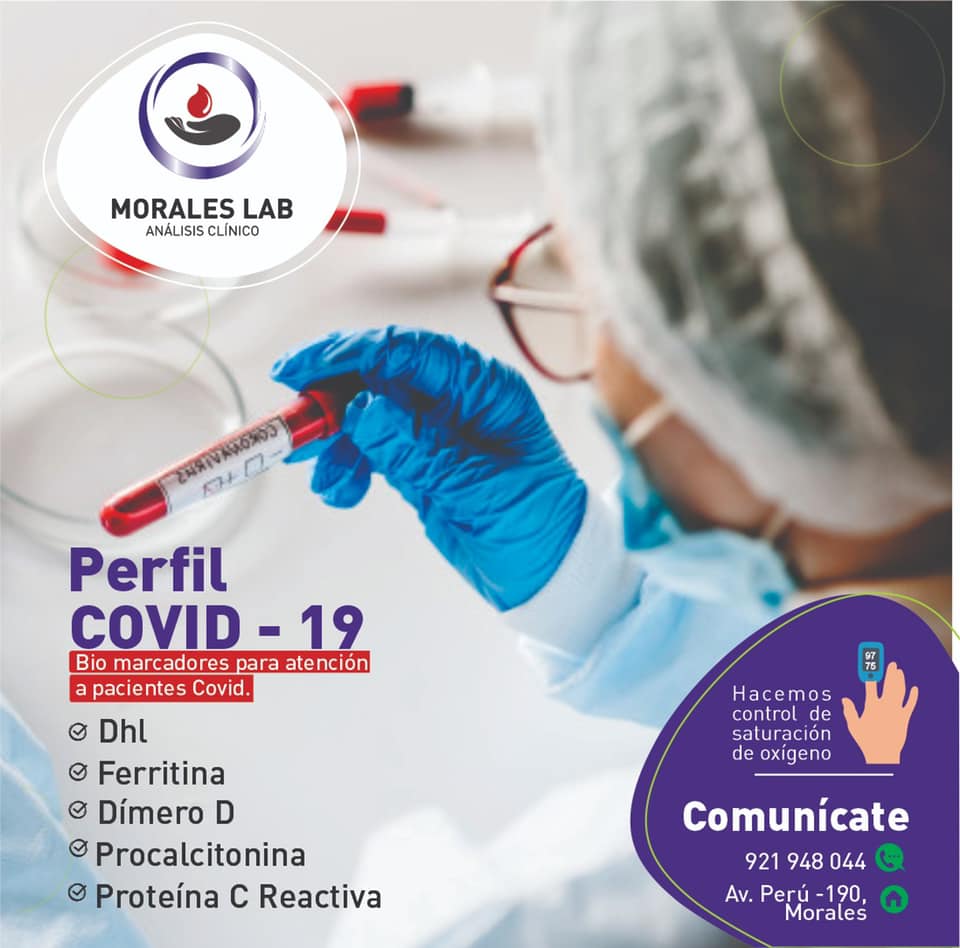 MORALES LAB
ANÁLISIS CLÍNICO
CORONAVIRUS
Perfil
COVID - 19
Bio marcadores para atención
a pacientes Covid.
Dhl
Ferritina
Dímero D
Procalcitonina
Proteína C Reactiva
97
75
Hacemos
control de
saturación
de oxígeno
Comunícate
921 948 044
Av. Perú -190,
Morales